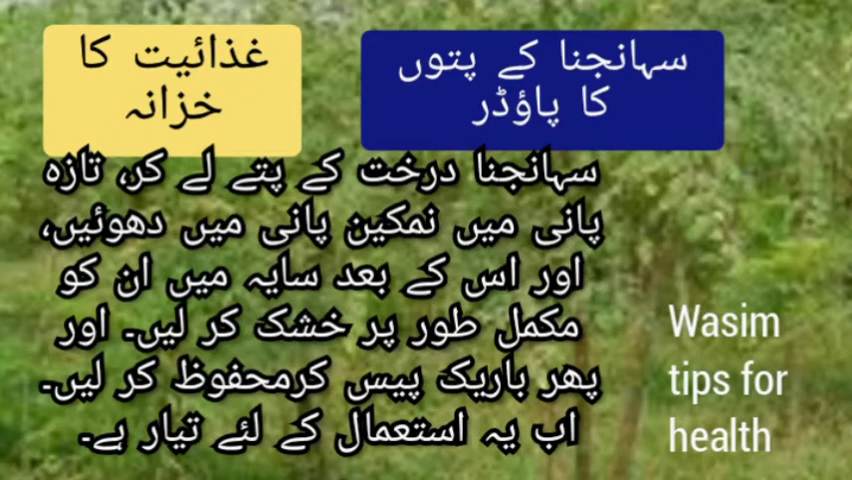 سہانجنا کے پتوں
کا پاؤڈر
غذائیت کا
خزانہ
سہانجنا درخت کے پتے لے کر، تازہ
پانی میں نمکین پانی میں دھوئیں،
اور اس کے بعد سایہ میں ان کو
مکمل طور پر خشک کر لیں۔ اور
پھر باریک پیس کرمحفوظ کر لیں۔
اب یہ استعمال کے لئے تیار ہے۔
Wasim
tips for
health